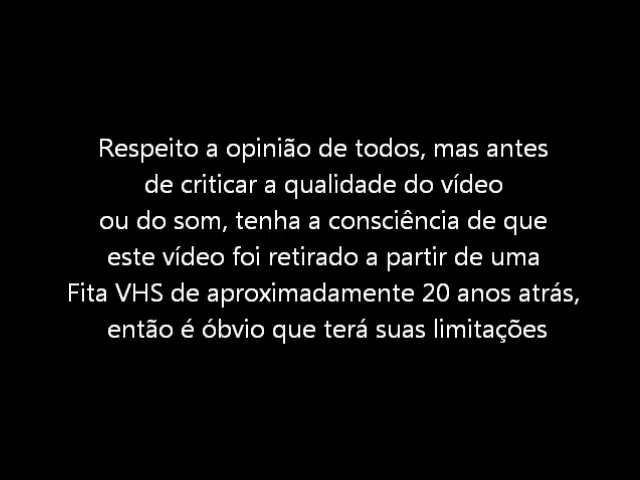 Respeito a opinião de todos, mas antes
de criticar a qualidade do vídeo
ou do som, tenha a consciência de que
este vídeo foi retirado a partir de uma
Fita VHS de aproximadamente 20 anos atrás,
então é óbvio que terá suas limitações